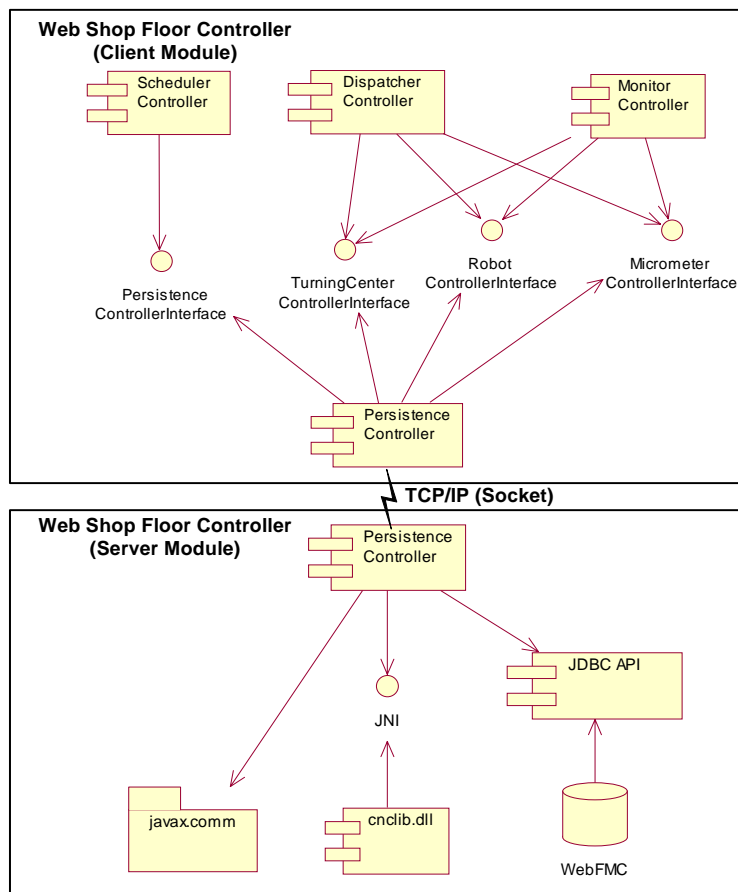 Web Shop Floor Controller
(Client Module)
Scheduler
Controller
Dispatcher
Controller
Monitor
Controller
Persistence
ControllerInterface
TurningCenter
ControllerInterface
Robot
ControllerInterface
Micrometer
ControllerInterface
Persistence
Controller
TCP/IP (Socket)
Web Shop Floor Controller
(Server Module)
Persistence
Controller
JDBC API
JNI
javax.comm
cnclib.dll
WebFMC